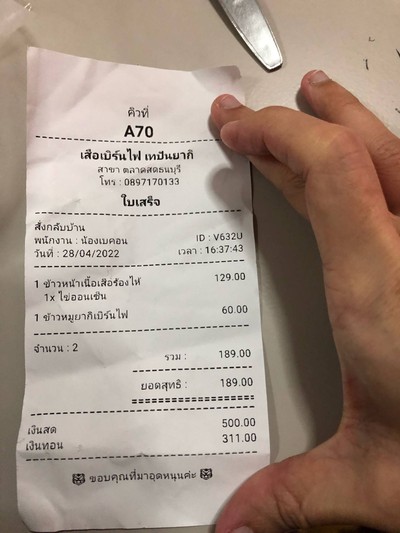 คิวที่
A70
เสือเบิร์นไฟ เทปันยากิ
สาขา ตลาดสดธนบุรี
โทร : 0897170133
ใบเสร็จ
สั่งกลับบ้าน
พนักงาน : น้องเบคอน ID : V632U
วันที่ : 28/04/2022 เวลา : 16:37:43
1 ข้าวหน้าเนื้อเสือร้องไห้ 129.00
1x ไข่ออนเซ็น
1 ข้าวหมูยากิเบิร์นไฟ 60.00
จำนวน : 2
รวม : 189.00
ยอดสุทธิ : 189.00
เงินสด 500.00
เงินทอน 311.00
🐯 ขอบคุณที่มาอุดหนุนค่ะ 🐯